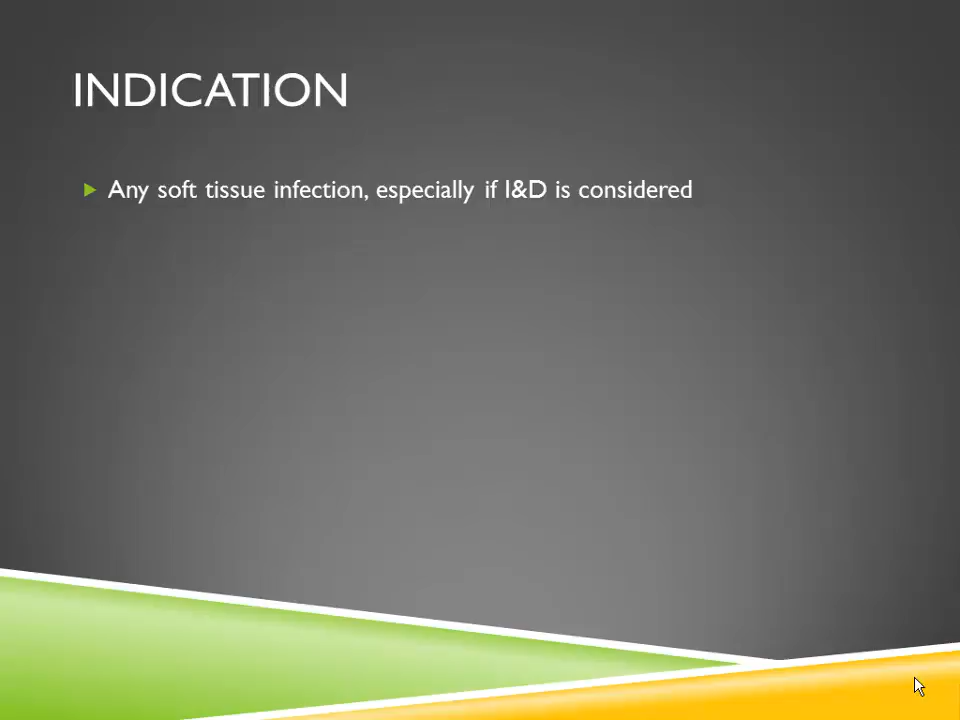 INDICATION
Any soft tissue infection, especially if I&D is considered